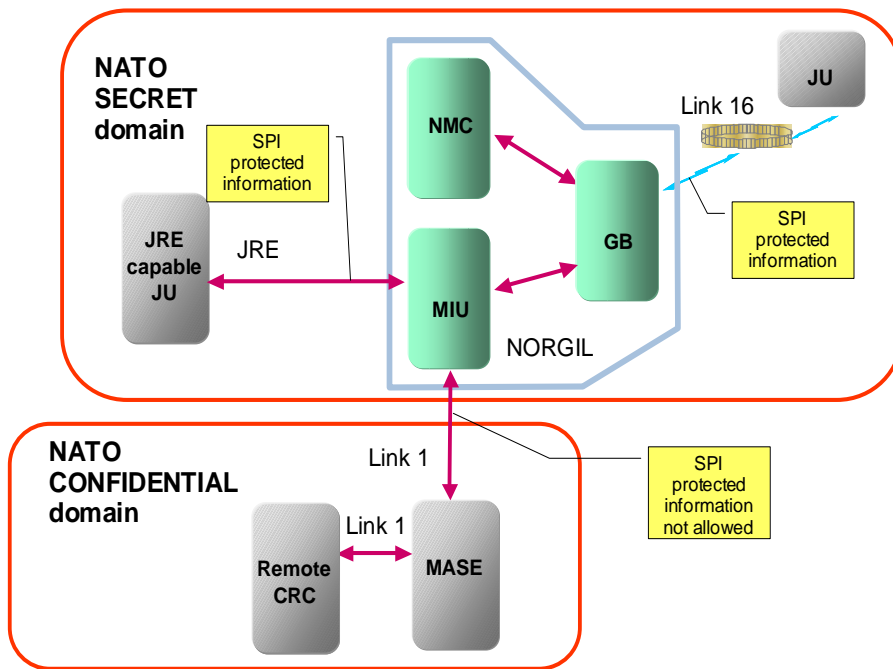 NATO
SECRET
domain
SPI
protected
information
NMC
Link 16
JU
GB
SPI
protected
information
JRE
capable
JU
JRE
MIU
NORGIL
NATO
CONFIDENTIAL
domain
Link 1
SPI
protected
information
not allowed
Link 1
Remote
CRC
MASE